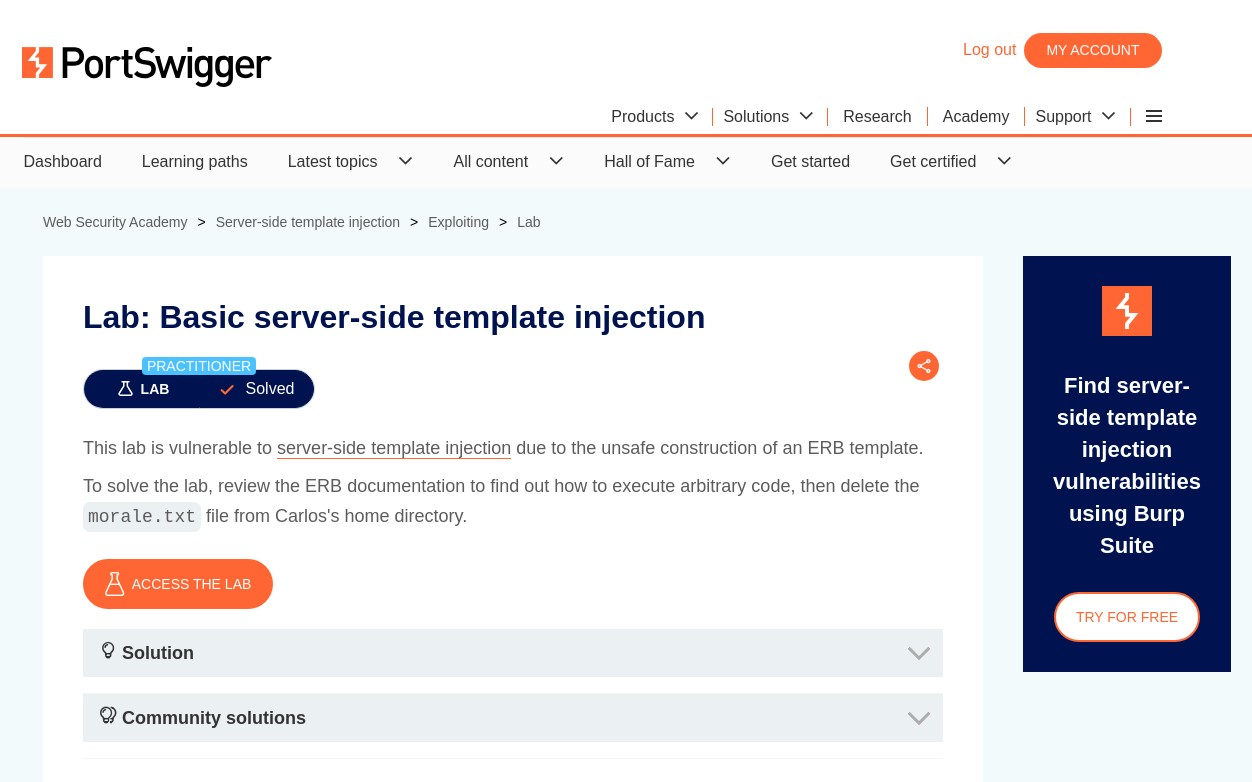 PortSwigger
Log out
MY ACCOUNT
Products
Solutions
Research
Academy
Support
Dashboard
Learning paths
Latest topics
All content
Hall of Fame
Get started
Get certified
Web Security Academy > Server-side template injection > Exploiting > Lab
Lab: Basic server-side template injection
PRACTITIONER
LAB
Solved
This lab is vulnerable to server-side template injection due to the unsafe construction of an ERB template.
To solve the lab, review the ERB documentation to find out how to execute arbitrary code, then delete the
morale.txt file from Carlos's home directory.
ACCESS THE LAB
Solution
Community solutions
Find server-
side template
injection
vulnerabilities
using Burp
Suite
TRY FOR FREE